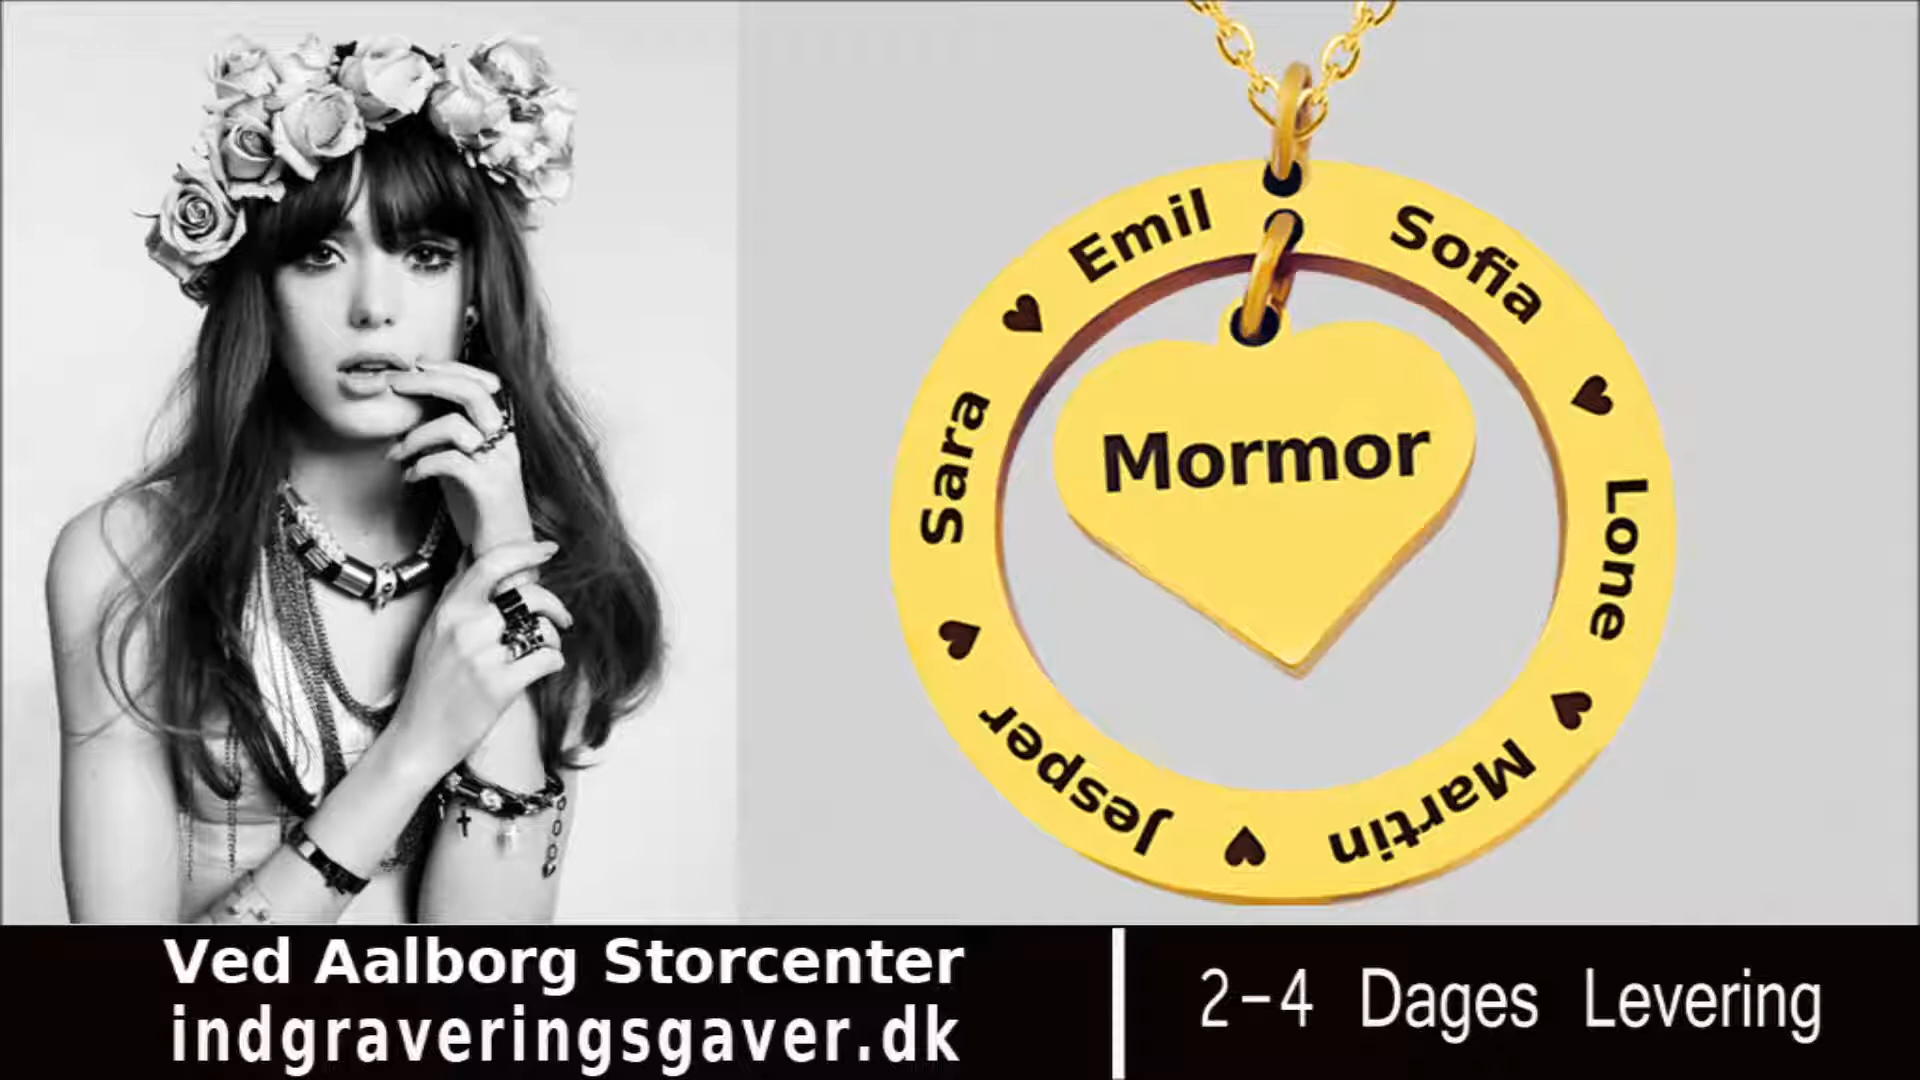 Emil
Sofia
Lone
Martin
Jesper
Sara
Mormor
Ved Aalborg Storcenter
indgraveringsgaver.dk
2-4 Dages Levering